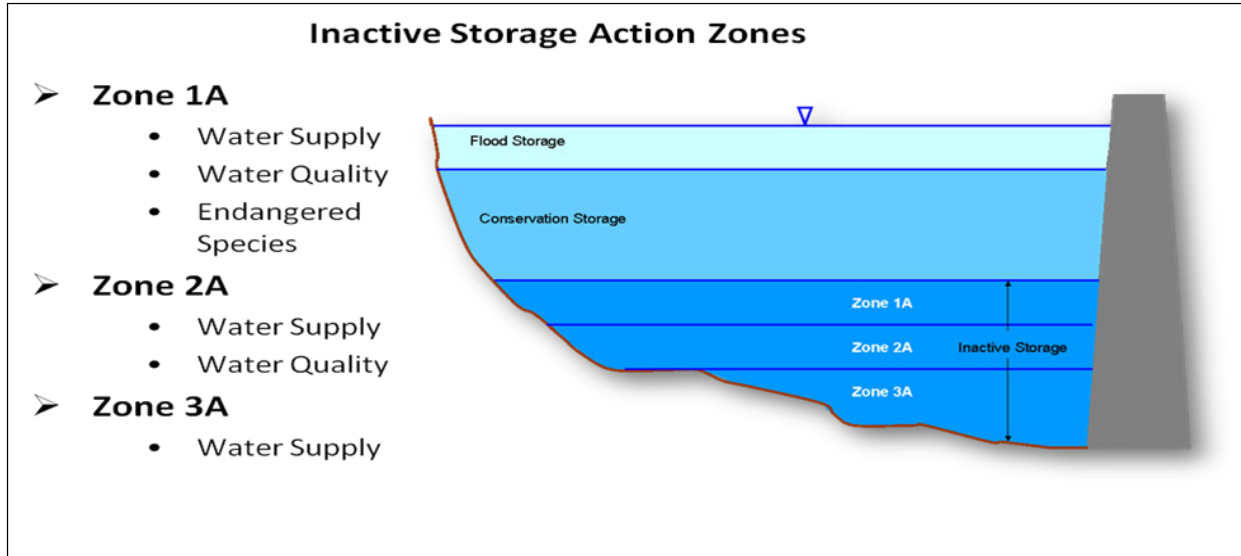 Inactive Storage Action Zones
➢ Zone 1A
• Water Supply
• Water Quality
• Endangered
Species
➢ Zone 2A
• Water Supply
• Water Quality
➢ Zone 3A
• Water Supply
Flood Storage
Conservation Storage
Zone 1A
Zone 2A
Inactive Storage
Zone 3A